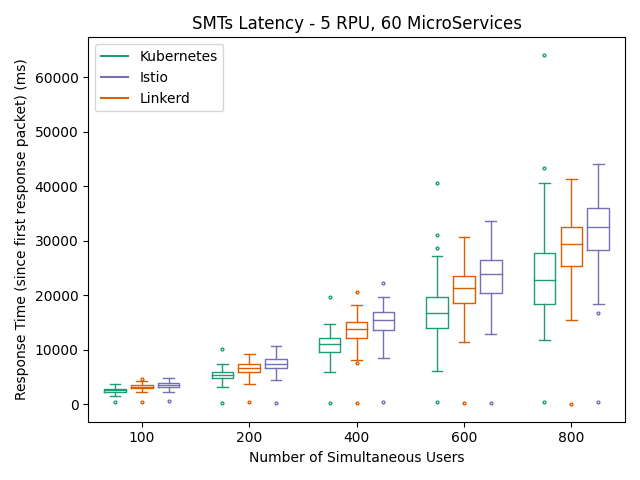 SMTs Latency - 5 RPU, 60 MicroServices
Response Time (since first response packet) (ms)
60000
50000
40000
30000
20000
10000
0
Kubernetes
Istio
Linkerd
100 200 400 600 800
Number of Simultaneous Users